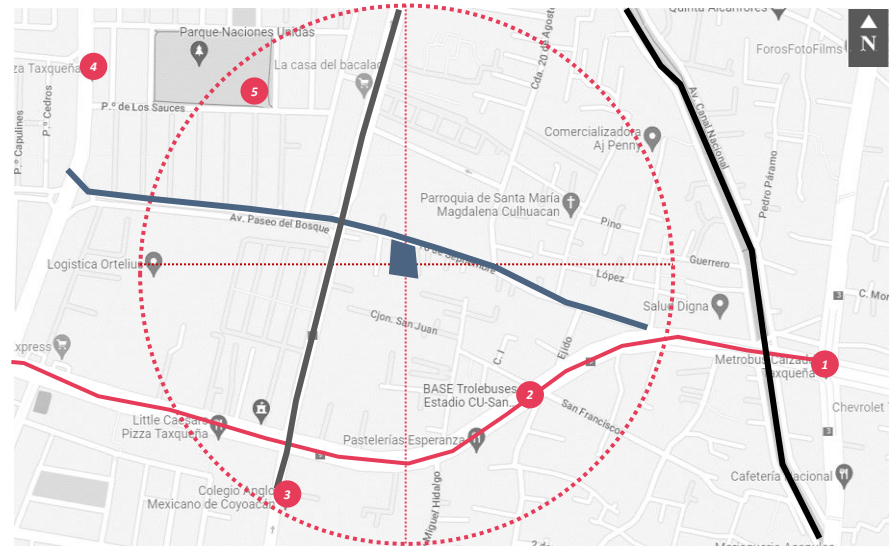 Quinta Alcanfores
N
ForosFotoFilms
Parque Naciones Unidas
La casa del bacalao
4
za Taxqueña
5
Cda. 20 de Agosto
P.º de Los Sauces
P.º Capulines
P.º Cedros
Av. Canal Nacional
Comercializadora
Aj Penny
Pedro Páramo
Parroquia de Santa María
Magdalena Culhuacan
Av. Paseo del Bosque
Pino
Logistica Ortelius
Guerrero
López
Salud Digna
3
C. Mon
Cjon. San Juan
C. I
Ejido
xpress
Metrobus Calzada
Taxqueña
1
BASE Trolebuses
Estadio CU-San...
2
San Francisco
Chevrolet
Little Caesars
Pizza Taxqueña
Pastelerías Esperanza
3
Cafetería Nacional
Colegio Anglo
Mexicano de Coyoacán
3
Miguel Hidalgo